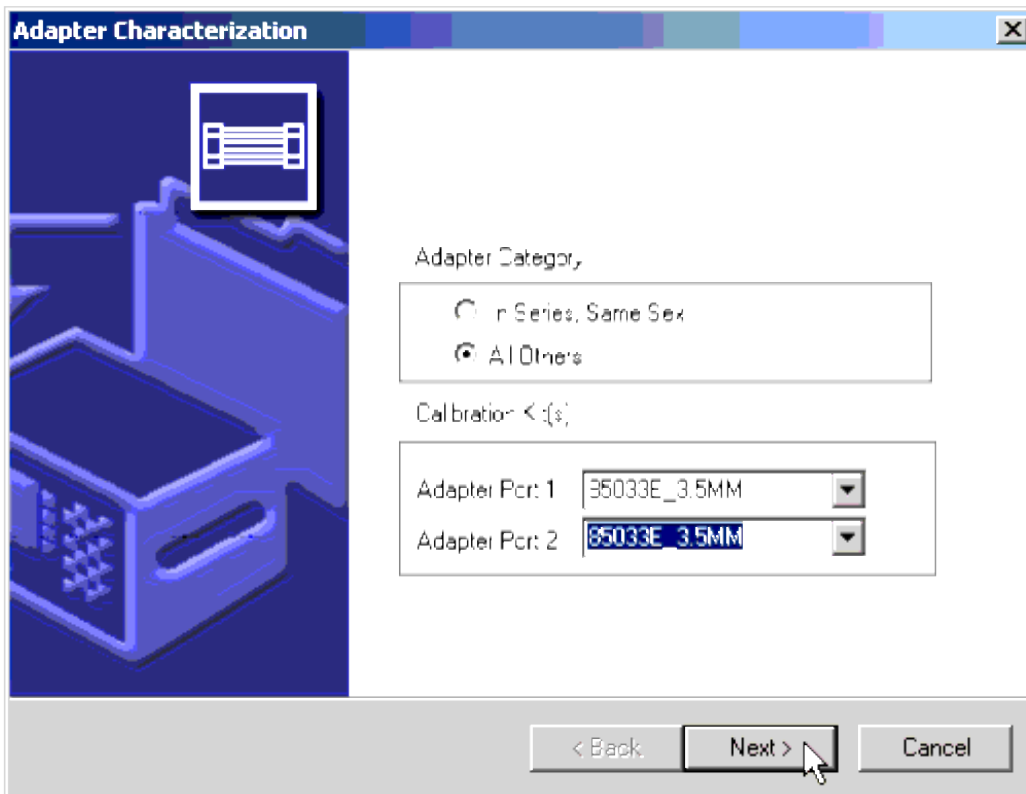 Adapter Characterization
Adapter Category
In Series, Same Sex
All Others
Calibration Kit(s)
Adapter Port 1 85033E_3.5MM
Adapter Port 2 85033E_3.5MM
< Back Next > Cancel